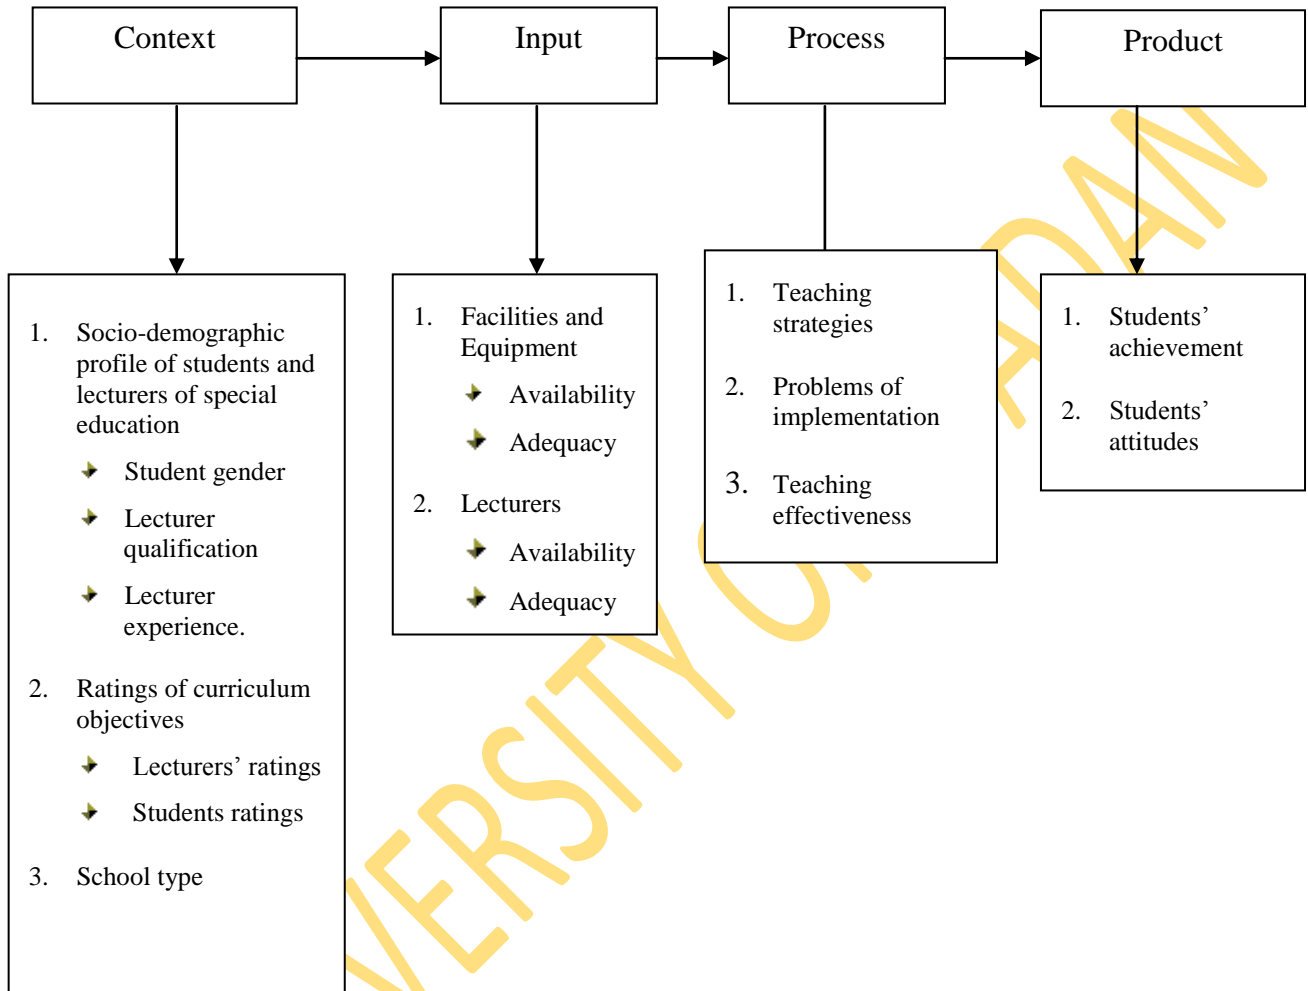 Context
Input
Process
Product
1. Socio-demographic
profile of students and
lecturers of special
education
Student gender
Lecturer
qualification
Lecturer
experience.
2. Ratings of curriculum
objectives
Lecturers’ ratings
Students ratings
3. School type
1. Facilities and
Equipment
Availability
Adequacy
2. Lecturers
Availability
Adequacy
1. Teaching
strategies
2. Problems of
implementation
3. Teaching
effectiveness
1. Students’
achievement
2. Students’
attitudes
VERSITY O
ADAN